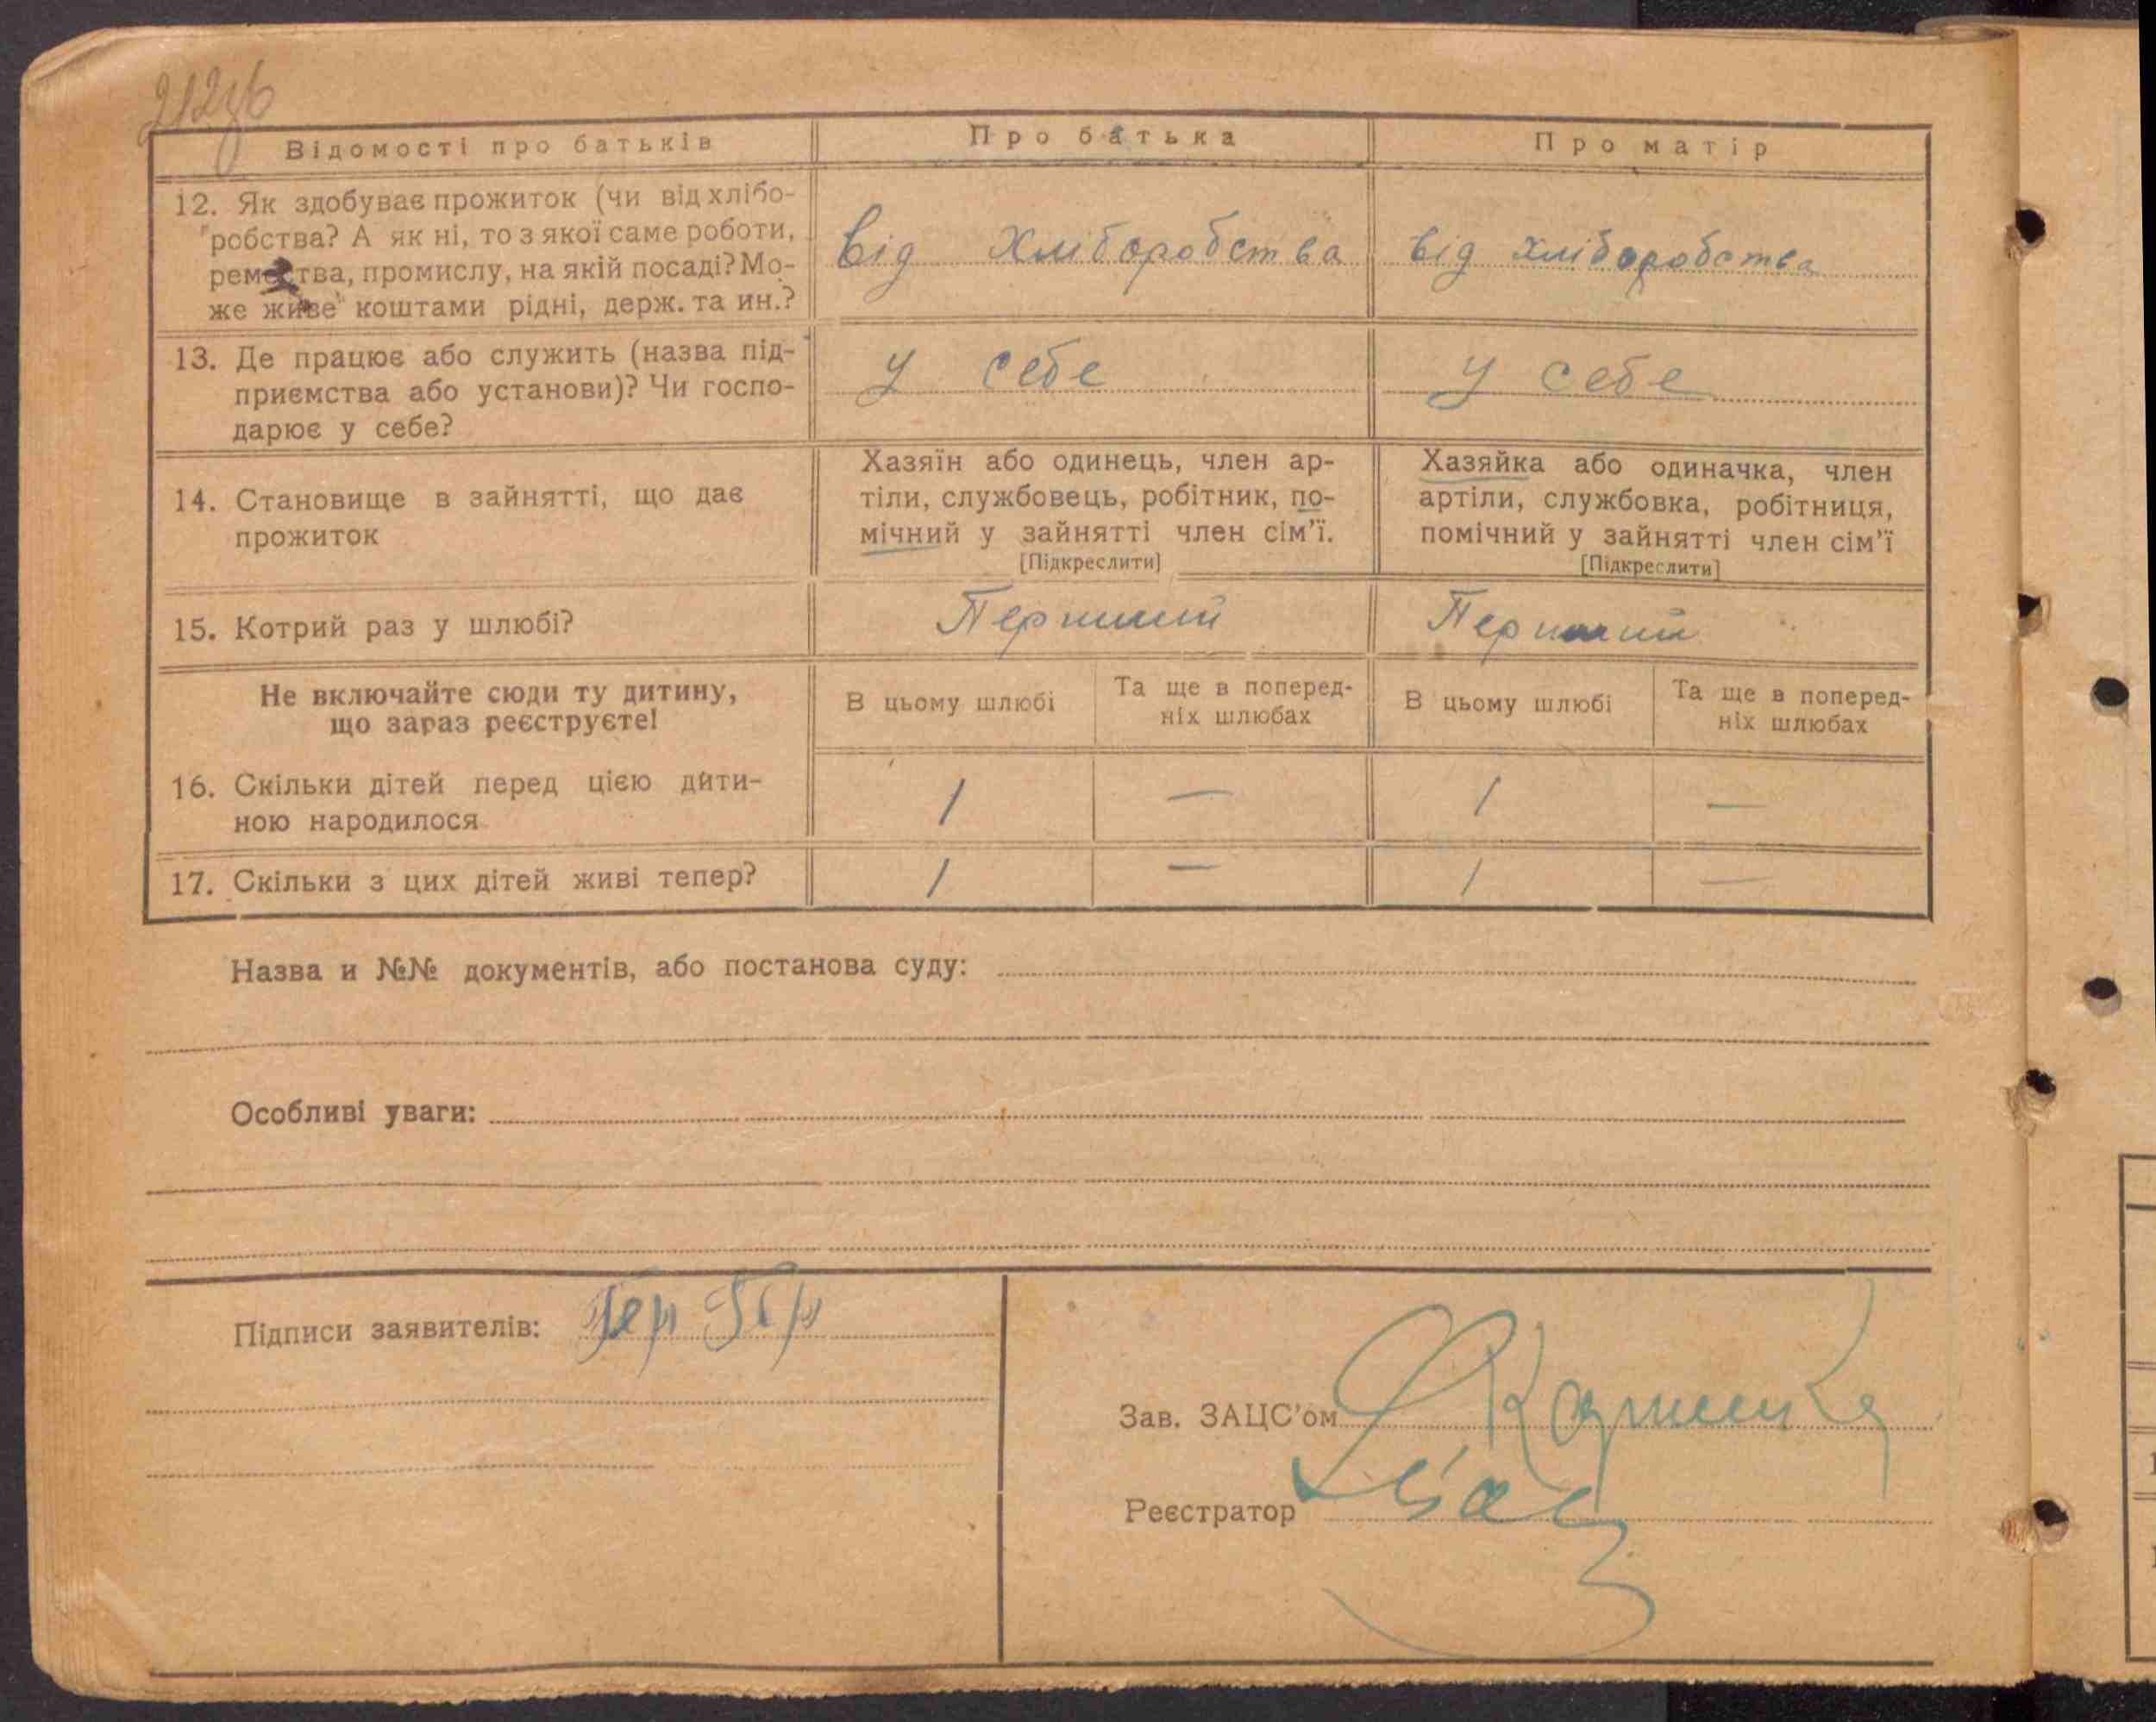 212зв
Відомості про батьків
Про батька
Про матір
12. Як здобуває прожиток (чи від хлібо-
робства? А як ні, то з якої саме роботи,
ремества, промислу, на якій посаді? Мо-
же живе коштами рідні, держ. та ин.?
від хліборобства
від хліборобства
13. Де працює або служить (назва під-
приємства або установи)? Чи госпо-
дарює у себе?
у себе
у себе
14. Становище в зайнятті, що дає
прожиток
Хазяїн або одинець, член ар-
тіли, службовець, робітник, по-
мічний у зайнятті член сім'ї.
[Підкреслити]
Хазяйка або одиначка, член
артіли, службовка, робітниця,
помічний у зайнятті член сім'ї
[Підкреслити]
15. Котрий раз у шлюбі?
Перший
Перший
Не включайте сюди ту дитину,
що зараз реєструєте!
В цьому шлюбі
Та ще в поперед-
ніх шлюбах
В цьому шлюбі
Та ще в поперед-
ніх шлюбах
16. Скільки дітей перед цією дити-
ною народилося
1 — 1 —
17. Скільки з цих дітей живі тепер?
1 — 1 —
Назва и №№ документів, або постанова суду:
Особливі уваги:
Підписи заявителів:
Зав. ЗАЦС'ом
Реєстратор